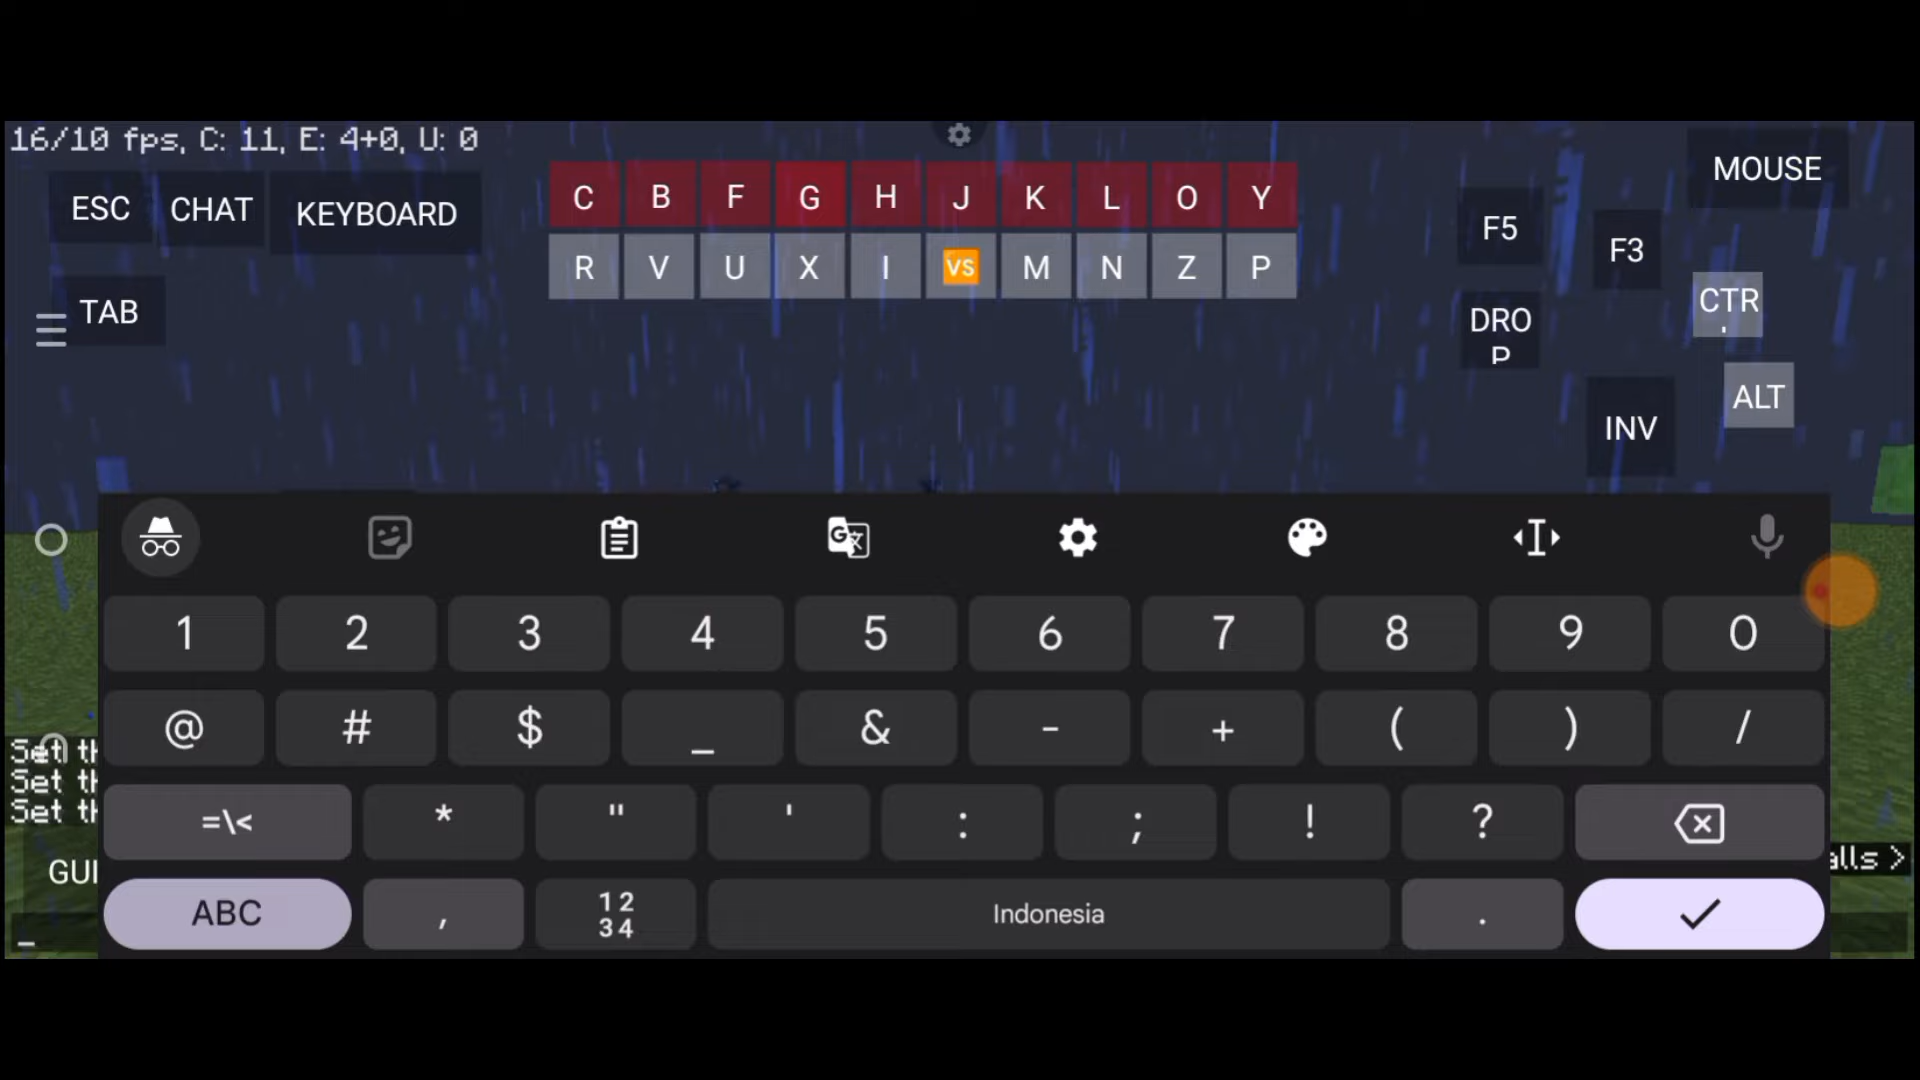 16/10 fps, C: 11, E: 4+0, U: 0
ESC CHAT KEYBOARD
C B F G H J K L O Y
MOUSE
F5 F3
R V U X I VS M N Z P
TAB
DROP
CTRL
ALT
INV
1 2 3 4 5 6 7 8 9 0
@ # $ _ & - + ( ) /
Set th
Set th
Set th
=\< * " ' : ; ! ?
GUI
alls >
ABC , 12 34 Indonesia .
_